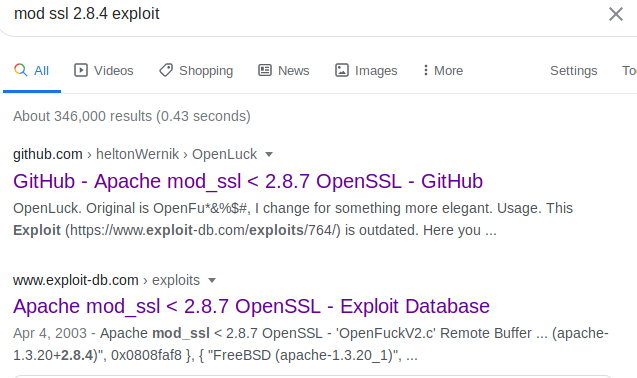 mod ssl 2.8.4 exploit
All Videos Shopping News Images More Settings To
About 346,000 results (0.43 seconds)
github.com › heltonWernik › OpenLuck
GitHub - Apache mod_ssl < 2.8.7 OpenSSL - GitHub
OpenLuck. Original is OpenFu*&%$#, I change for something more elegant. Usage. This
Exploit (https://www.exploit-db.com/exploits/764/) is outdated. Here you ...
www.exploit-db.com › exploits
Apache mod_ssl < 2.8.7 OpenSSL - Exploit Database
Apr 4, 2003 - Apache mod_ssl < 2.8.7 OpenSSL - 'OpenFuckV2.c' Remote Buffer ... (apache-
1.3.20+2.8.4)", 0x0808faf8 }, { "FreeBSD (apache-1.3.20_1)", ...